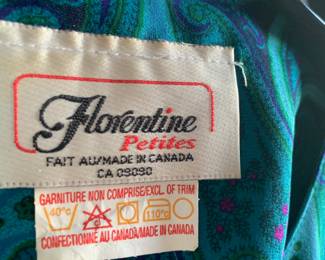 Florentine
Petites
FAIT AU/MADE IN CANADA
CA 09090
GARNITURE NON COMPRISE/EXCL. OF TRIM
40°C 110°C
CONFECTIONNÉ AU CANADA/MADE IN CANADA